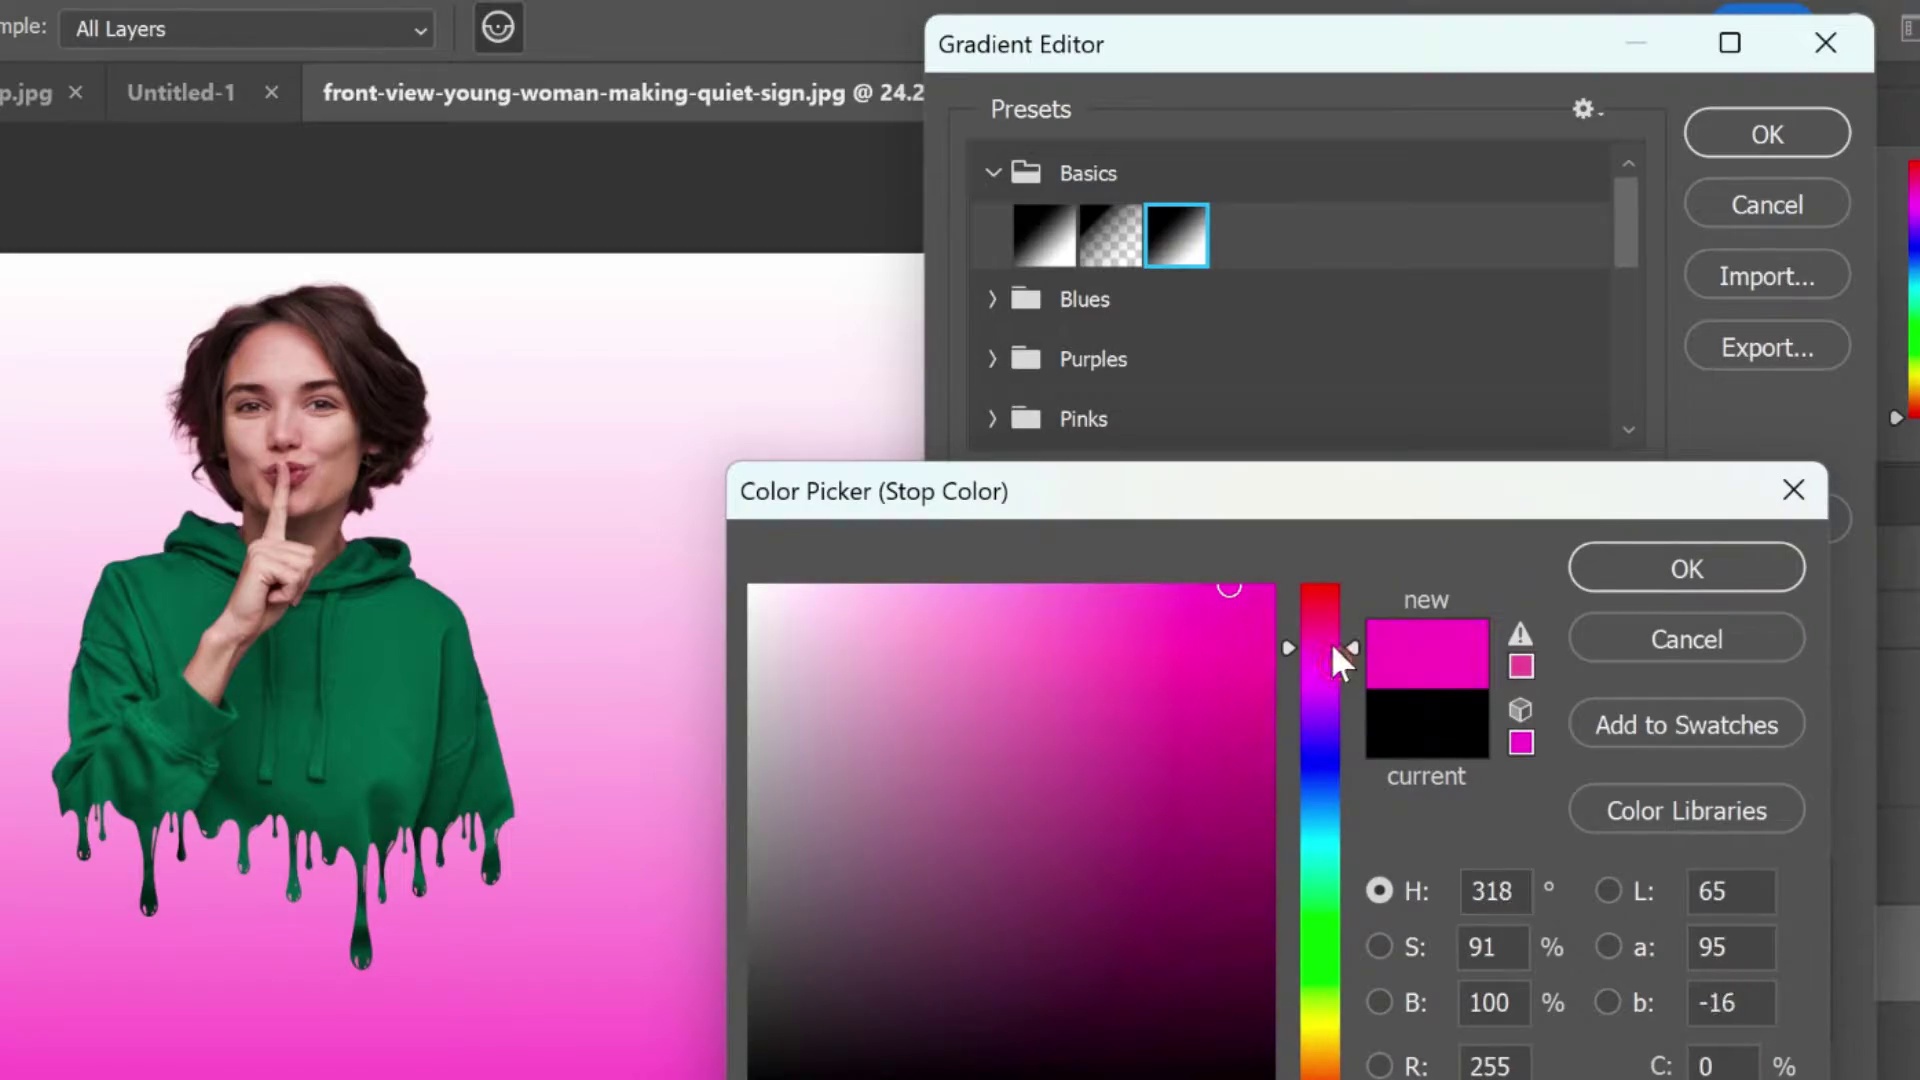 mple: All Layers
p.jpg × Untitled-1 × front-view-young-woman-making-quiet-sign.jpg @ 24.2
Gradient Editor
Presets
Basics
Blues
Purples
Pinks
OK
Cancel
Import...
Export...
Color Picker (Stop Color)
new
current
OK
Cancel
Add to Swatches
Color Libraries
H: 318 ° L: 65
S: 91 % a: 95
B: 100 % b: -16
R: 255 C: 0 %